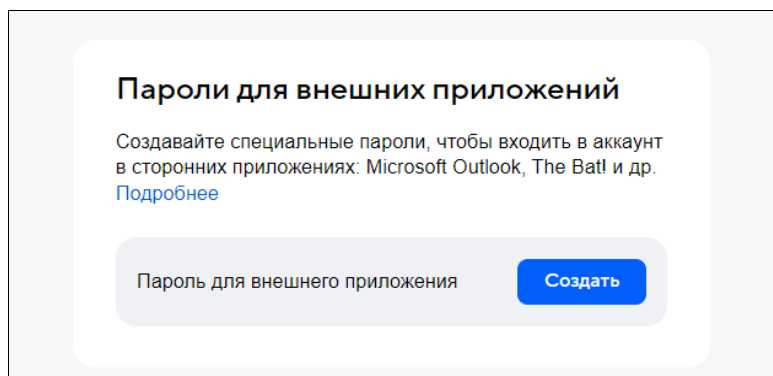 Пароли для внешних приложений
Создавайте специальные пароли, чтобы входить в аккаунт
в сторонних приложениях: Microsoft Outlook, The Bat! и др.
Подробнее
Пароль для внешнего приложения
Создать